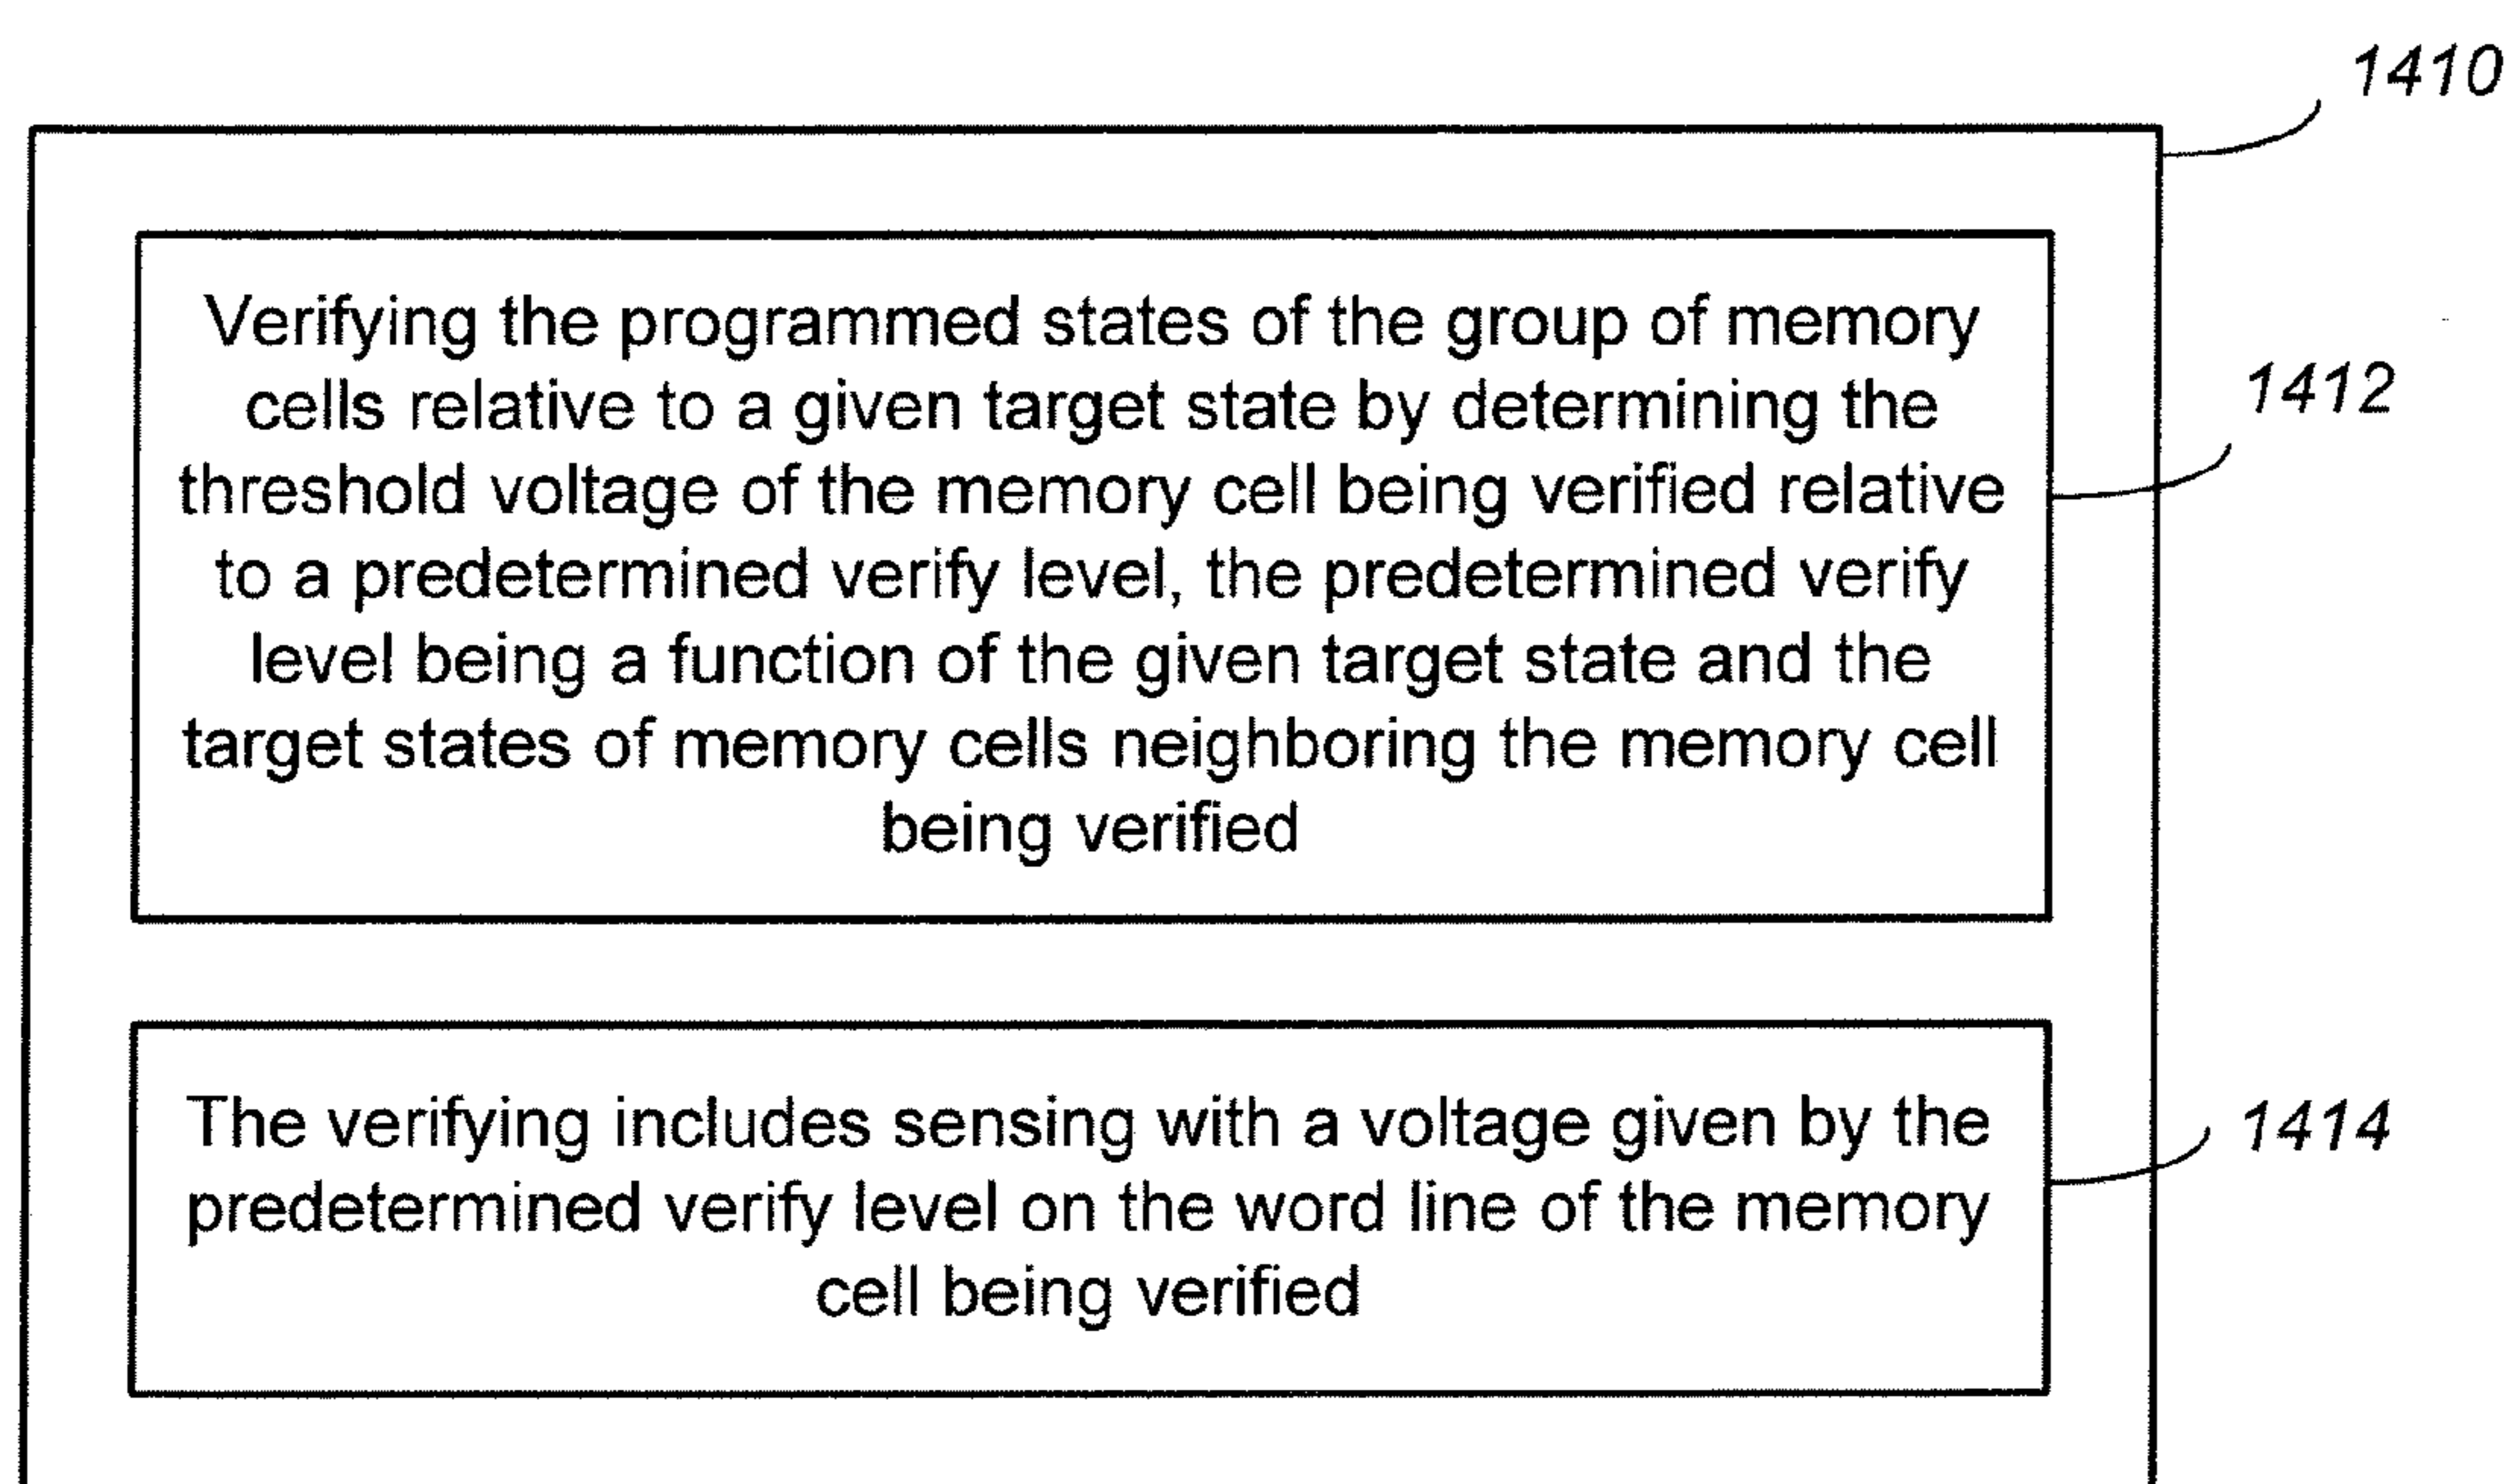 1410
Verifying the programmed states of the group of memory
cells relative to a given target state by determining the
1412
threshold voltage of the memory cell being verified relative
to a predetermined verify level, the predetermined verify
level being a function of the given target state and the
target states of memory cells neighboring the memory cell
being verified
The verifying includes sensing with a voltage given by the
1414
predetermined verify level on the word line of the memory
cell being verified